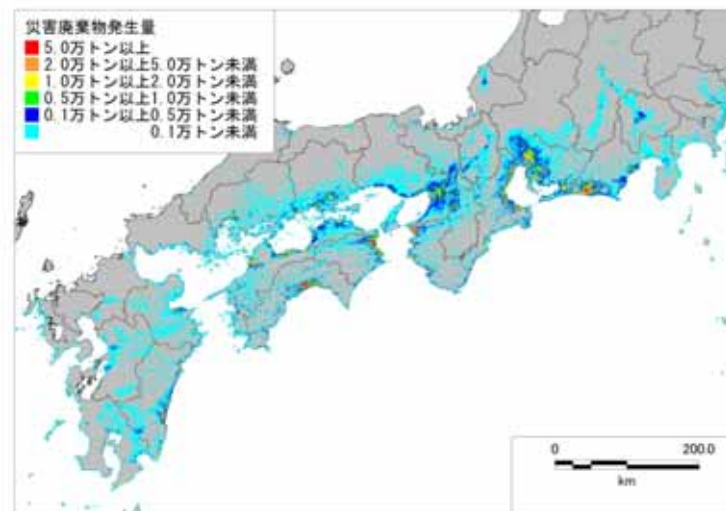 災害廃棄物発生量
5.0万トン以上
2.0万トン以上5.0万トン未満
1.0万トン以上2.0万トン未満
0.5万トン以上1.0万トン未満
0.1万トン以上0.5万トン未満
0.1万トン未満
0 200.0
km